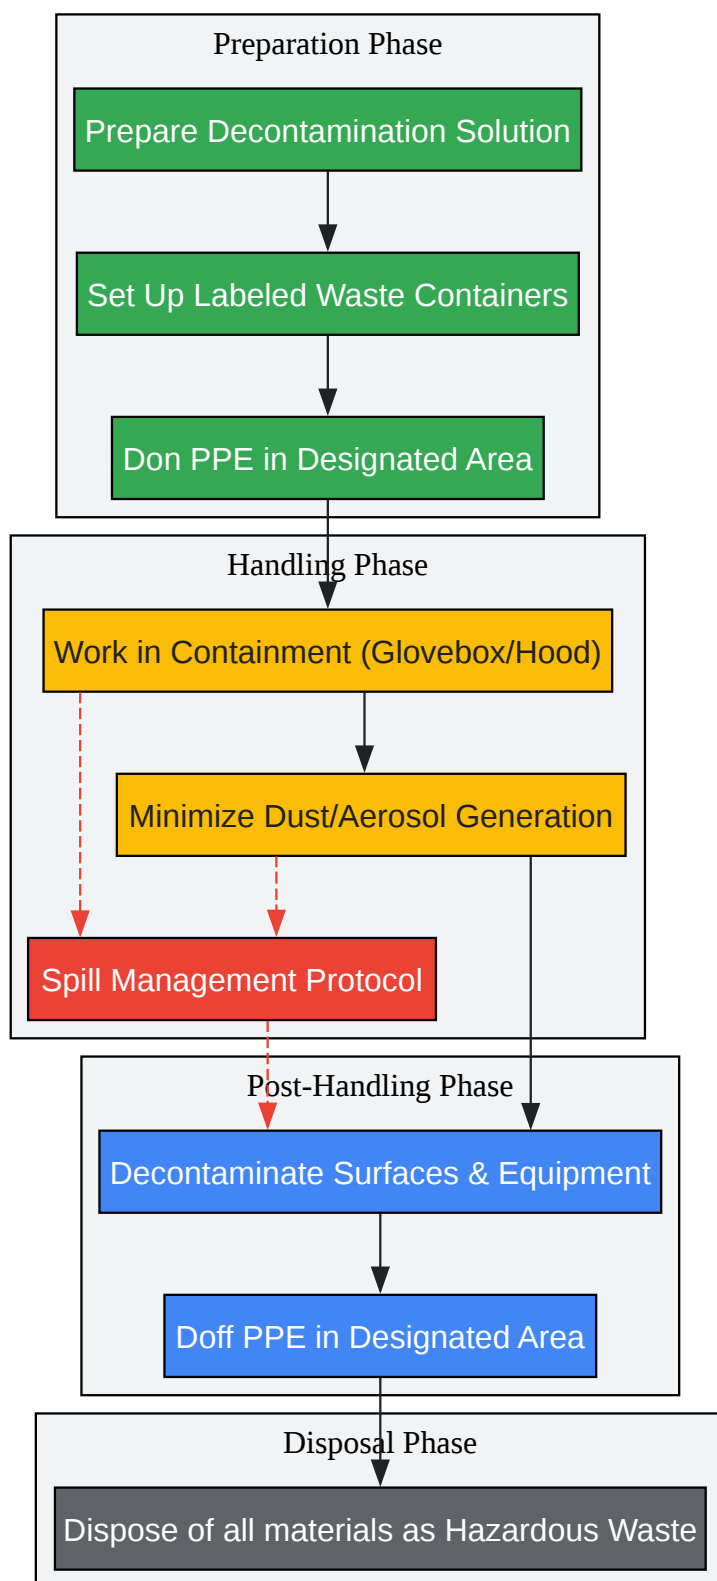 Preparation Phase
Prepare Decontamination Solution
Set Up Labeled Waste Containers
Don PPE in Designated Area
Handling Phase
Work in Containment (Glovebox/Hood)
Minimize Dust/Aerosol Generation
Spill Management Protocol
Post-Handling Phase
Decontaminate Surfaces & Equipment
Doff PPE in Designated Area
Disposal Phase
Dispose of all materials as Hazardous Waste